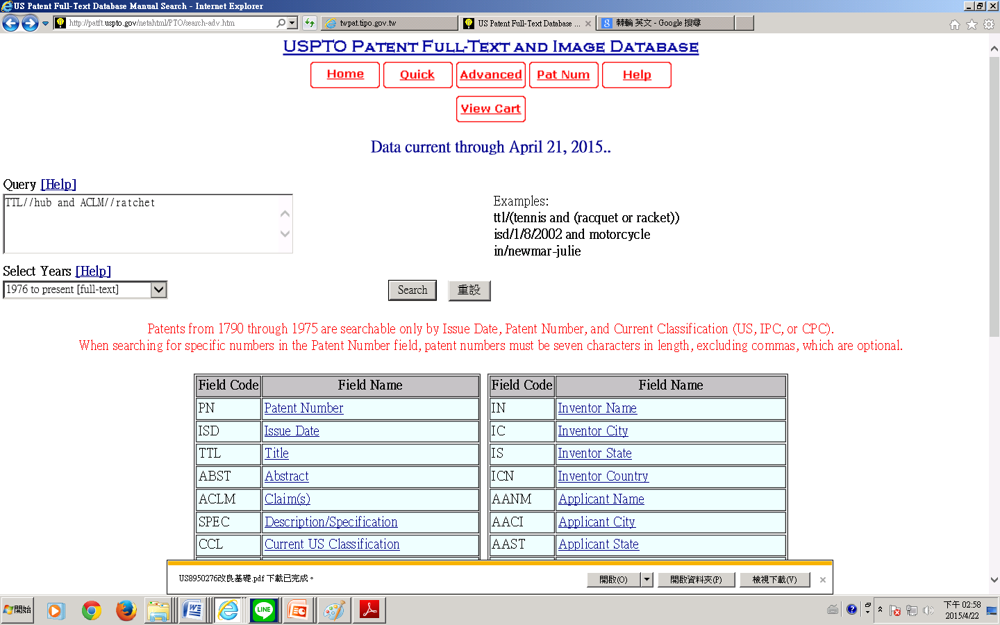 US Patent Full-Text Database Manual Search - Internet Explorer
http://patft.uspto.gov/netahtml/PTO/search-adv.htm
twpat.tipo.gov.tw
US Patent Full-Text Database ...
棘輪 英文 - Google 搜尋
USPTO PATENT FULL-TEXT AND IMAGE DATABASE
Home Quick Advanced Pat Num Help
View Cart
Data current through April 21, 2015..
Query [Help]
TTL//hub and ACLM//ratchet
Examples:
ttl/(tennis and (racquet or racket))
isd/1/8/2002 and motorcycle
in/newmar-julie
Select Years [Help]
1976 to present [full-text]
Search 重設
Patents from 1790 through 1975 are searchable only by Issue Date, Patent Number, and Current Classification (US, IPC, or CPC).
When searching for specific numbers in the Patent Number field, patent numbers must be seven characters in length, excluding commas, which are optional.
Field Code Field Name Field Code Field Name
PN Patent Number IN Inventor Name
ISD Issue Date IC Inventor City
TTL Title IS Inventor State
ABST Abstract ICN Inventor Country
ACLM Claim(s) AANM Applicant Name
SPEC Description/Specification AACI Applicant City
CCL Current US Classification AAST Applicant State
US8950276改良基礎.pdf 下載已完成。
開啟(O) 開啟資料夾(P) 檢視下載(V)
開始
LINE
下午 02:58
2015/4/22